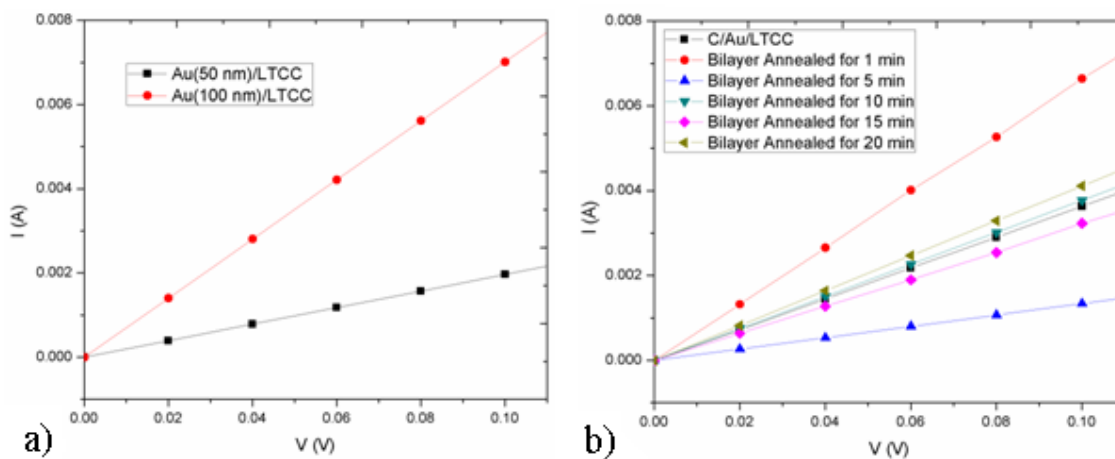 0.008
0.006
0.004
0.002
0.000
I (A)
Au(50 nm)/LTCC
Au(100 nm)/LTCC
0.00
0.02
0.04
0.06
0.08
0.10
V (V)
a)
0.008
0.006
0.004
0.002
0.000
I (A)
C/Au/LTCC
Bilayer Annealed for 1 min
Bilayer Annealed for 5 min
Bilayer Annealed for 10 min
Bilayer Annealed for 15 min
Bilayer Annealed for 20 min
0.00
0.02
0.04
0.06
0.08
0.10
V (V)
b)